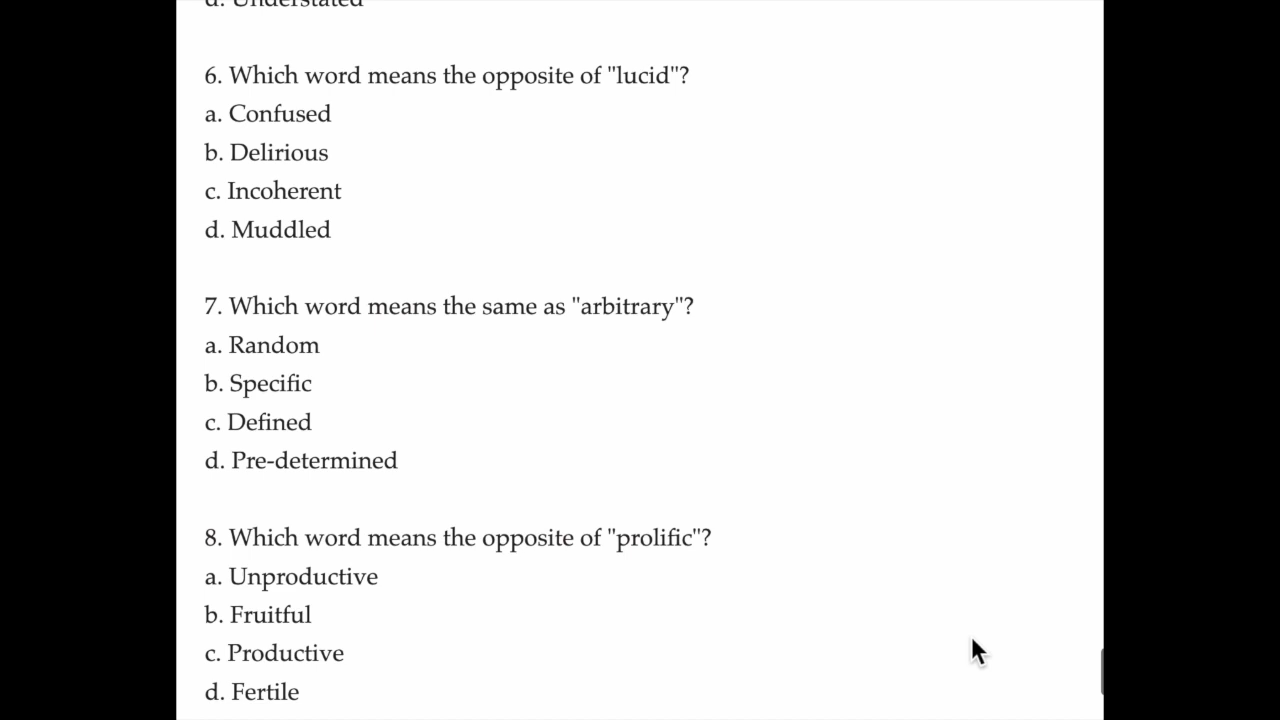 d. Understated
6. Which word means the opposite of "lucid"?
a. Confused
b. Delirious
c. Incoherent
d. Muddled
7. Which word means the same as "arbitrary"?
a. Random
b. Specific
c. Defined
d. Pre-determined
8. Which word means the opposite of "prolific"?
a. Unproductive
b. Fruitful
c. Productive
d. Fertile